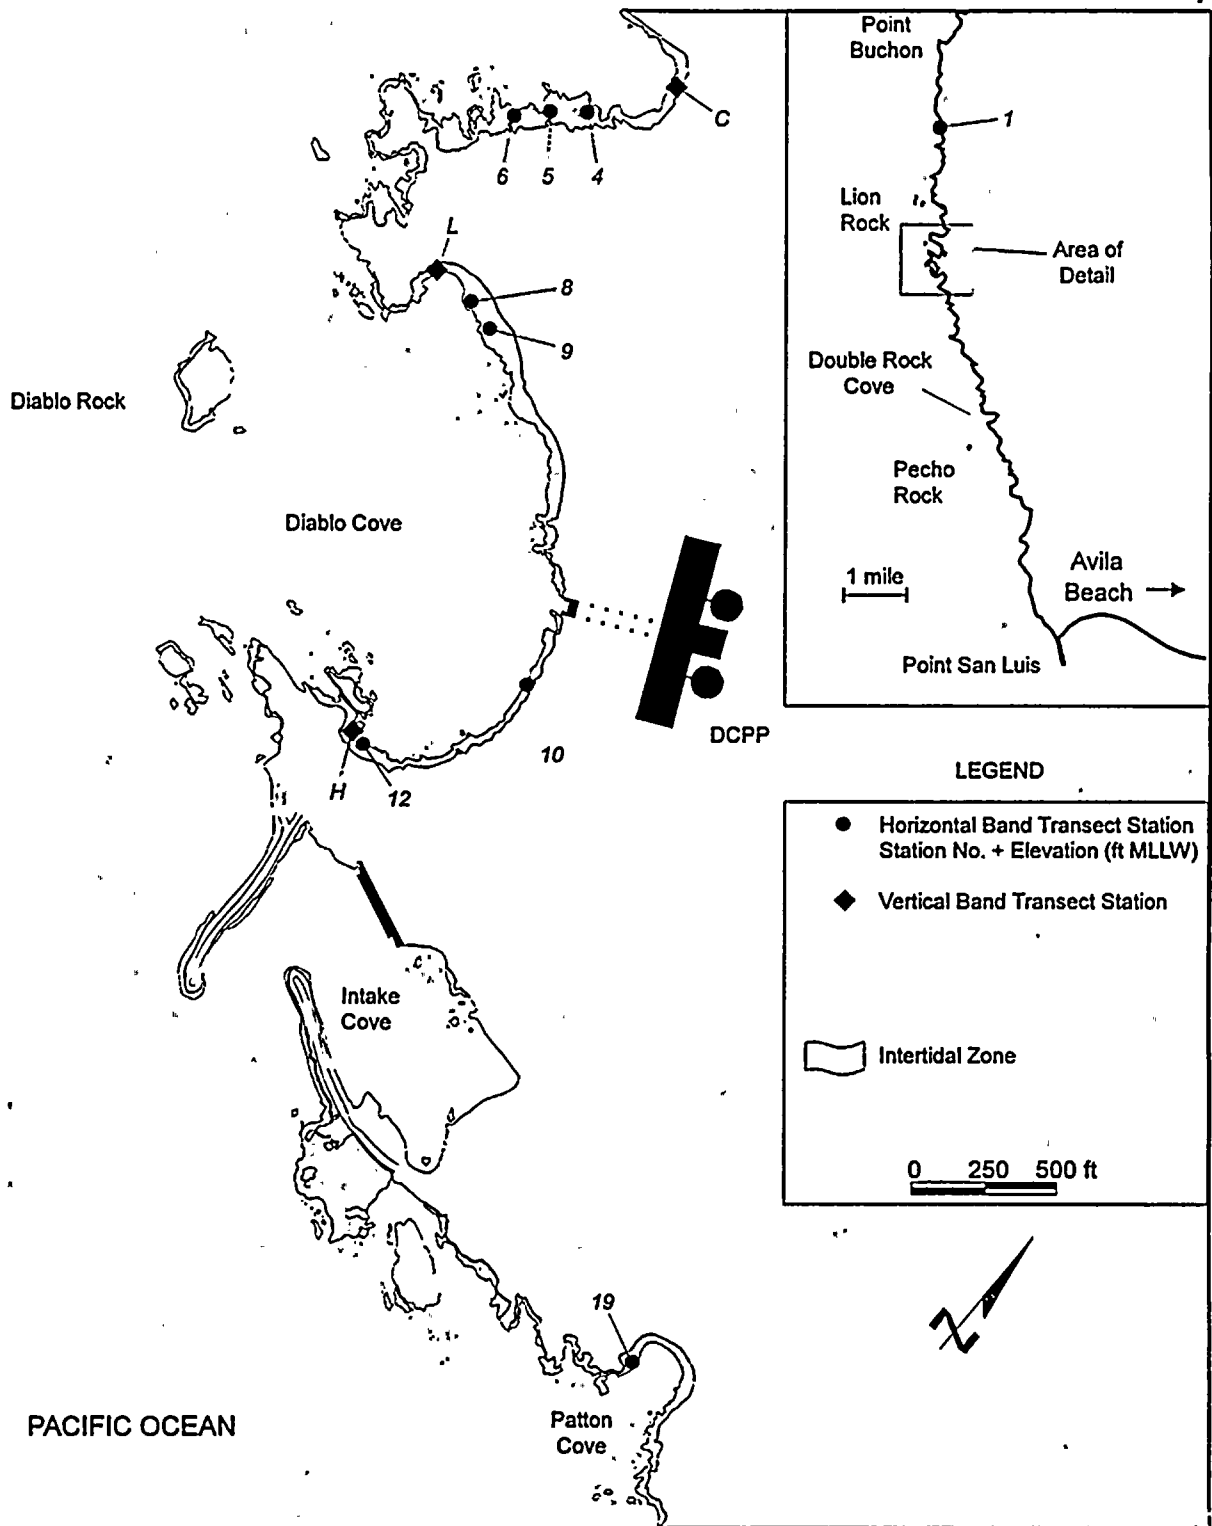 Point
Buchon
1
C
6
5
4
Lion
Rock
Area of
Detail
L
8
9
Double Rock
Cove
Diablo Rock
Pecho
Rock
Diablo Cove
1 mile
Avila
Beach
Point San Luis
DCPP
10
H
12
LEGEND
Horizontal Band Transect Station
Station No. + Elevation (ft MLLW)
Vertical Band Transect Station
Intake
Cove
Intertidal Zone
0 250 500 ft
N
19
Patton
Cove
PACIFIC OCEAN